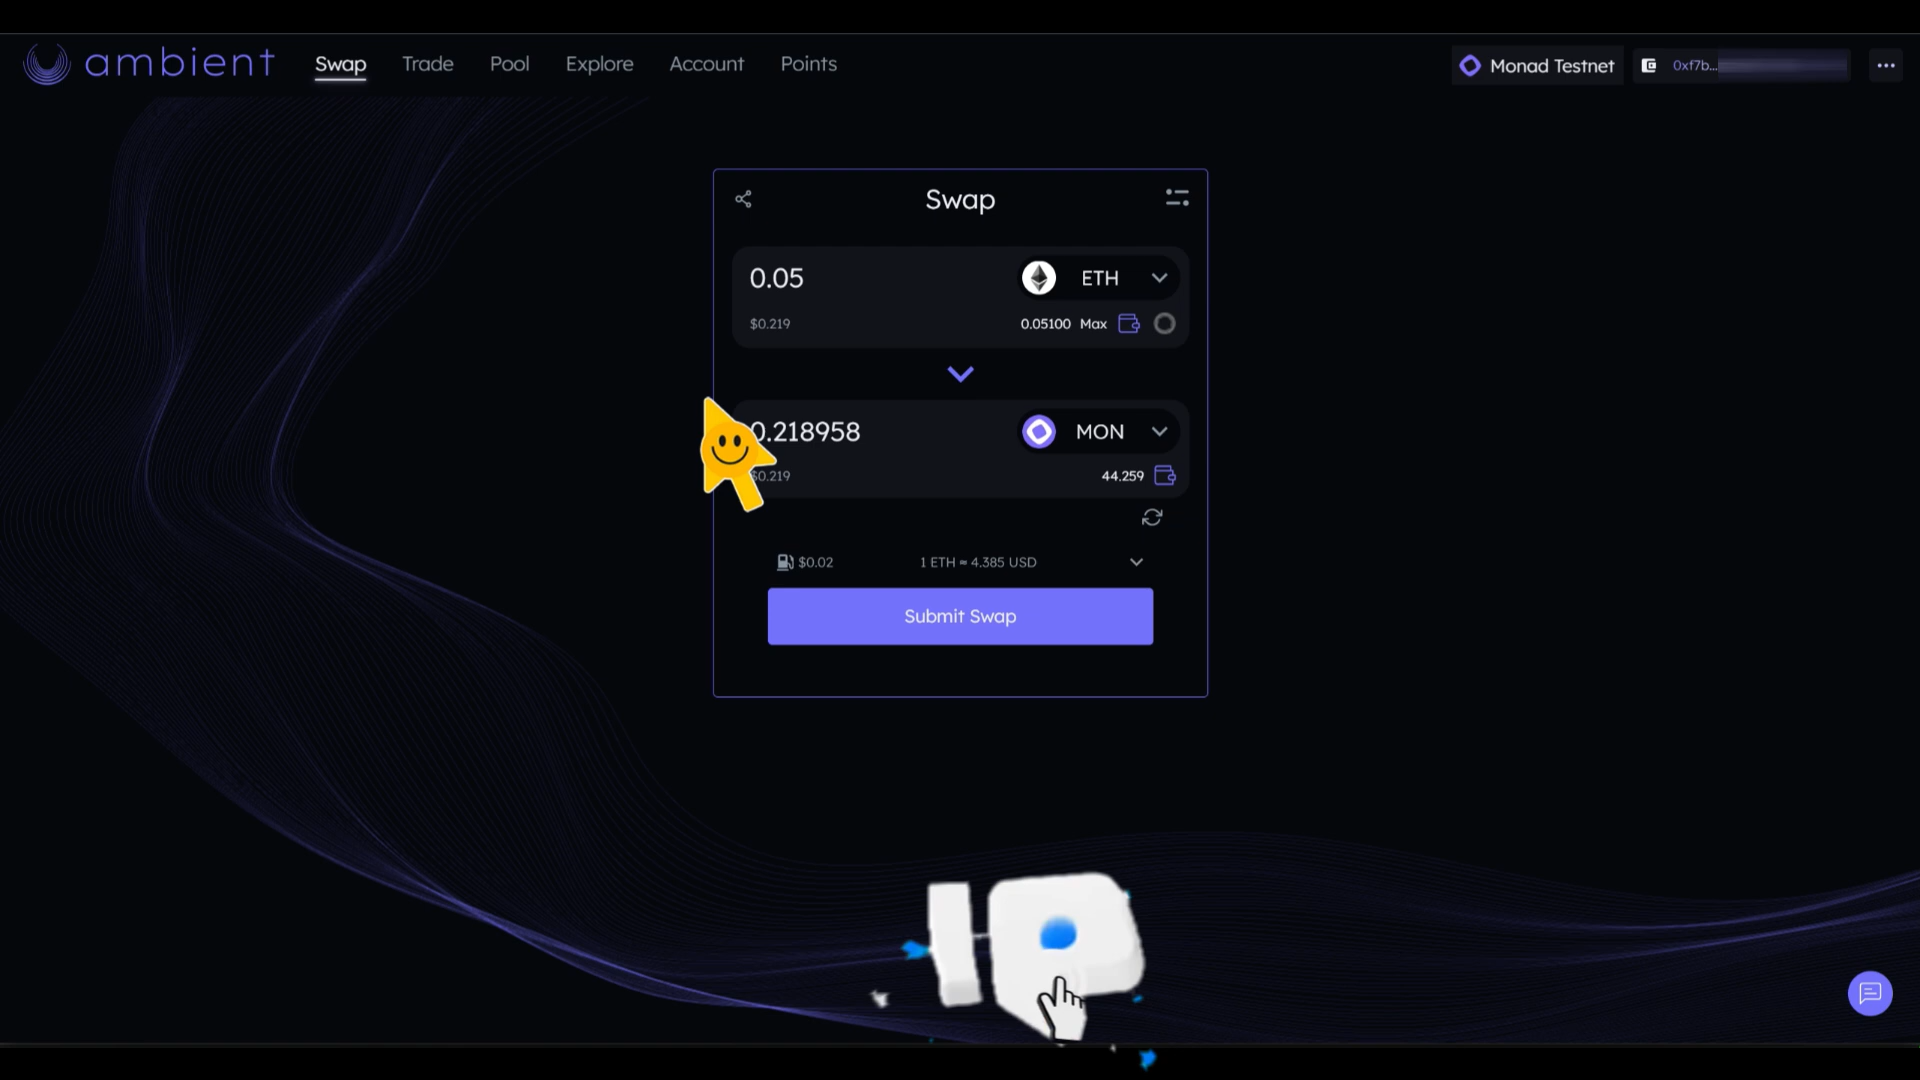 ambient Swap Trade Pool Explore Account Points Monad Testnet 0xf7b...
Swap
0.05 ETH
$0.219 0.05100 Max
0.218958 MON
$0.219 44.259
$0.02 1 ETH ≈ 4.385 USD
Submit Swap